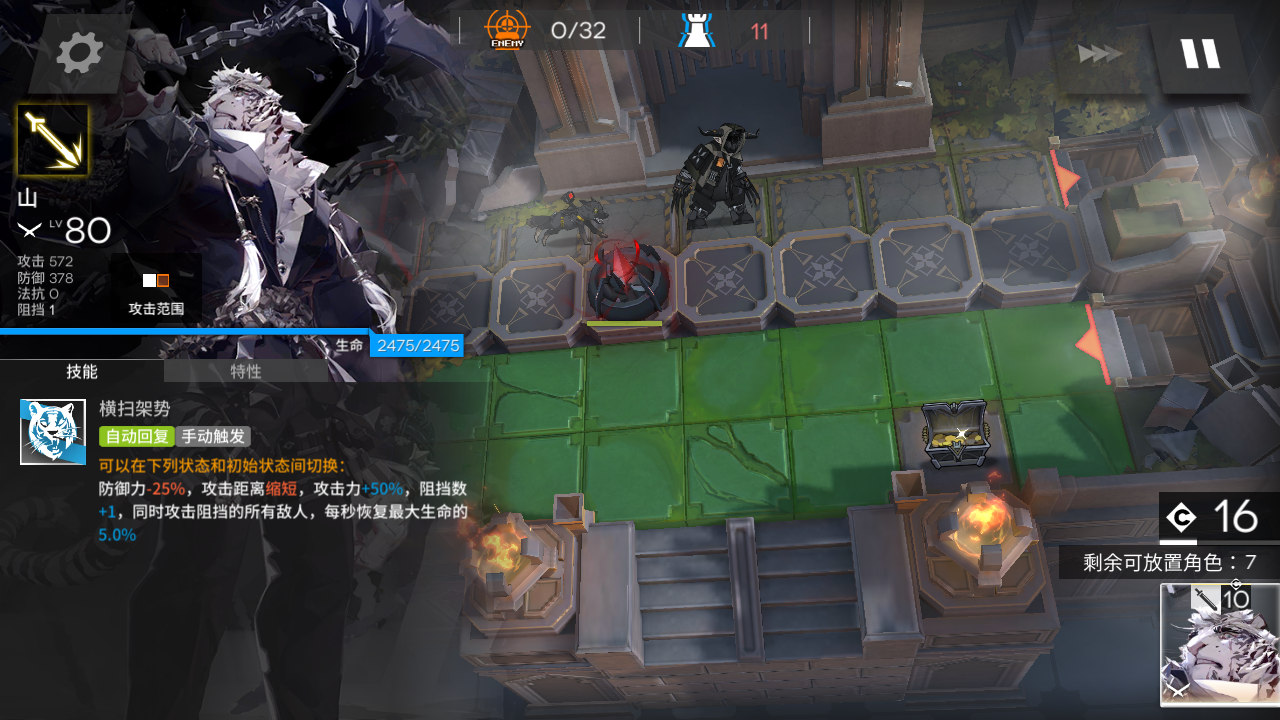 ENEMY
0/32
11
山
LV 80
攻击 572
防御 378
法抗 0
阻挡 1
攻击范围
生命 2475/2475
技能
特性
横扫架势
自动回复 手动触发
可以在下列状态和初始状态间切换：
防御力-25%，攻击距离缩短，攻击力+50%，阻挡数
+1，同时攻击阻挡的所有敌人，每秒恢复最大生命的
5.0%
C 16
剩余可放置角色：7
C
10